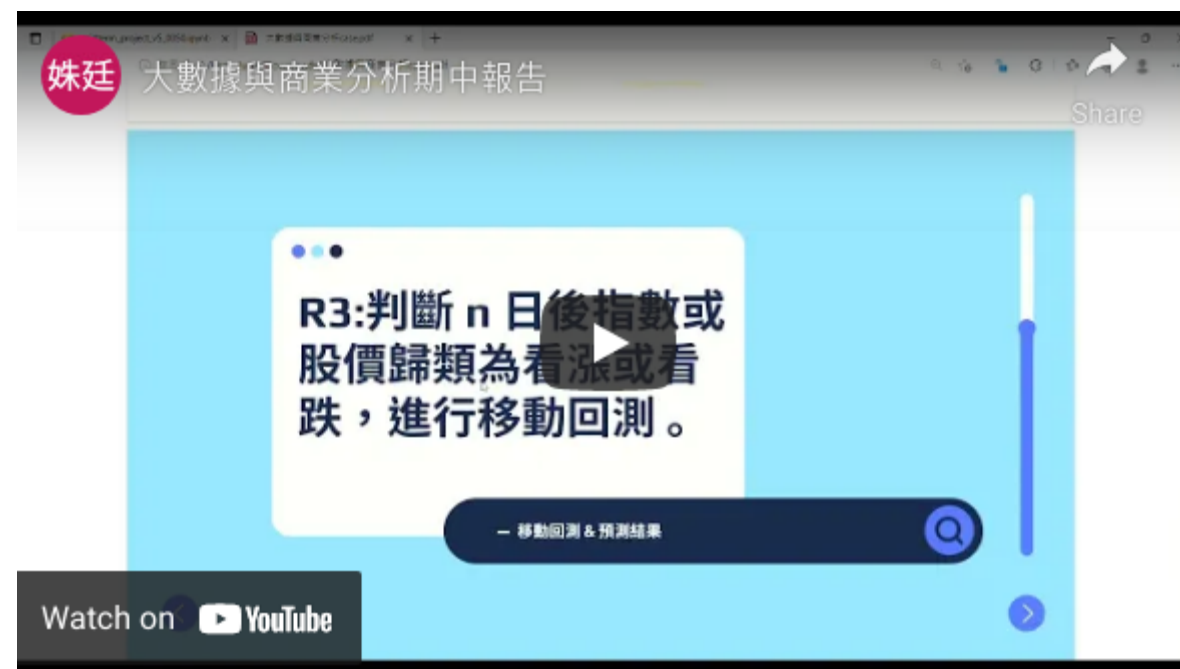 姝廷
大數據與商業分析期中報告
Share
R3:判斷 n 日後指數或
股價歸類為看漲或看
跌，進行移動回測。
— 移動回測 & 預測結果
Watch on YouTube